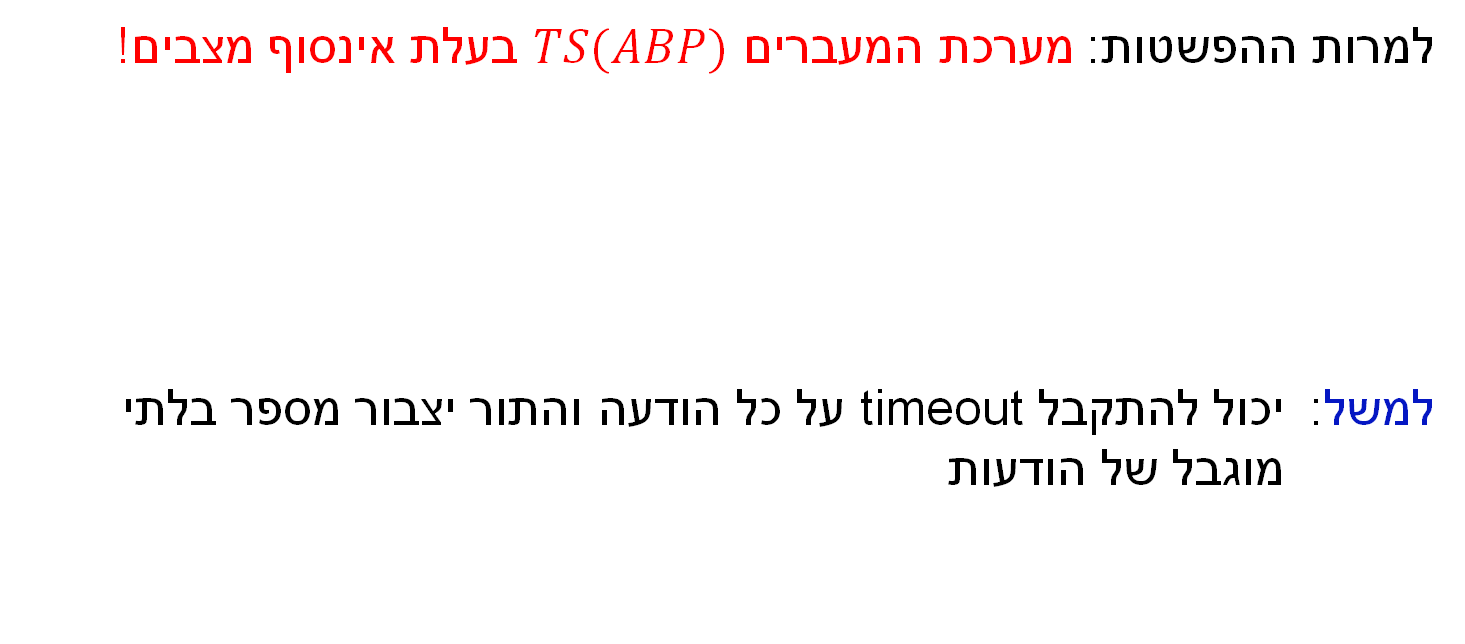 למרות ההפשטות: מערכת המעברים TS(ABP) בעלת אינסוף מצבים!
למשל: יכול להתקבל timeout על כל הודעה והתור יצבור מספר בלתי
מוגבל של הודעות